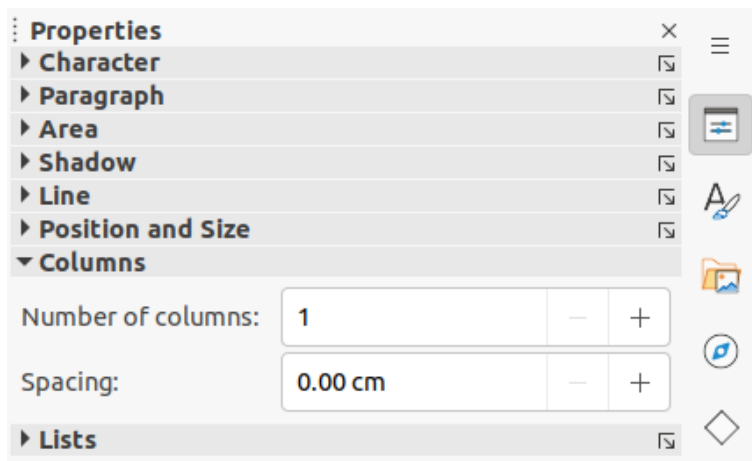 Properties
Character
Paragraph
Area
Shadow
Line
Position and Size
Columns
Number of columns: 1
Spacing: 0.00 cm
Lists